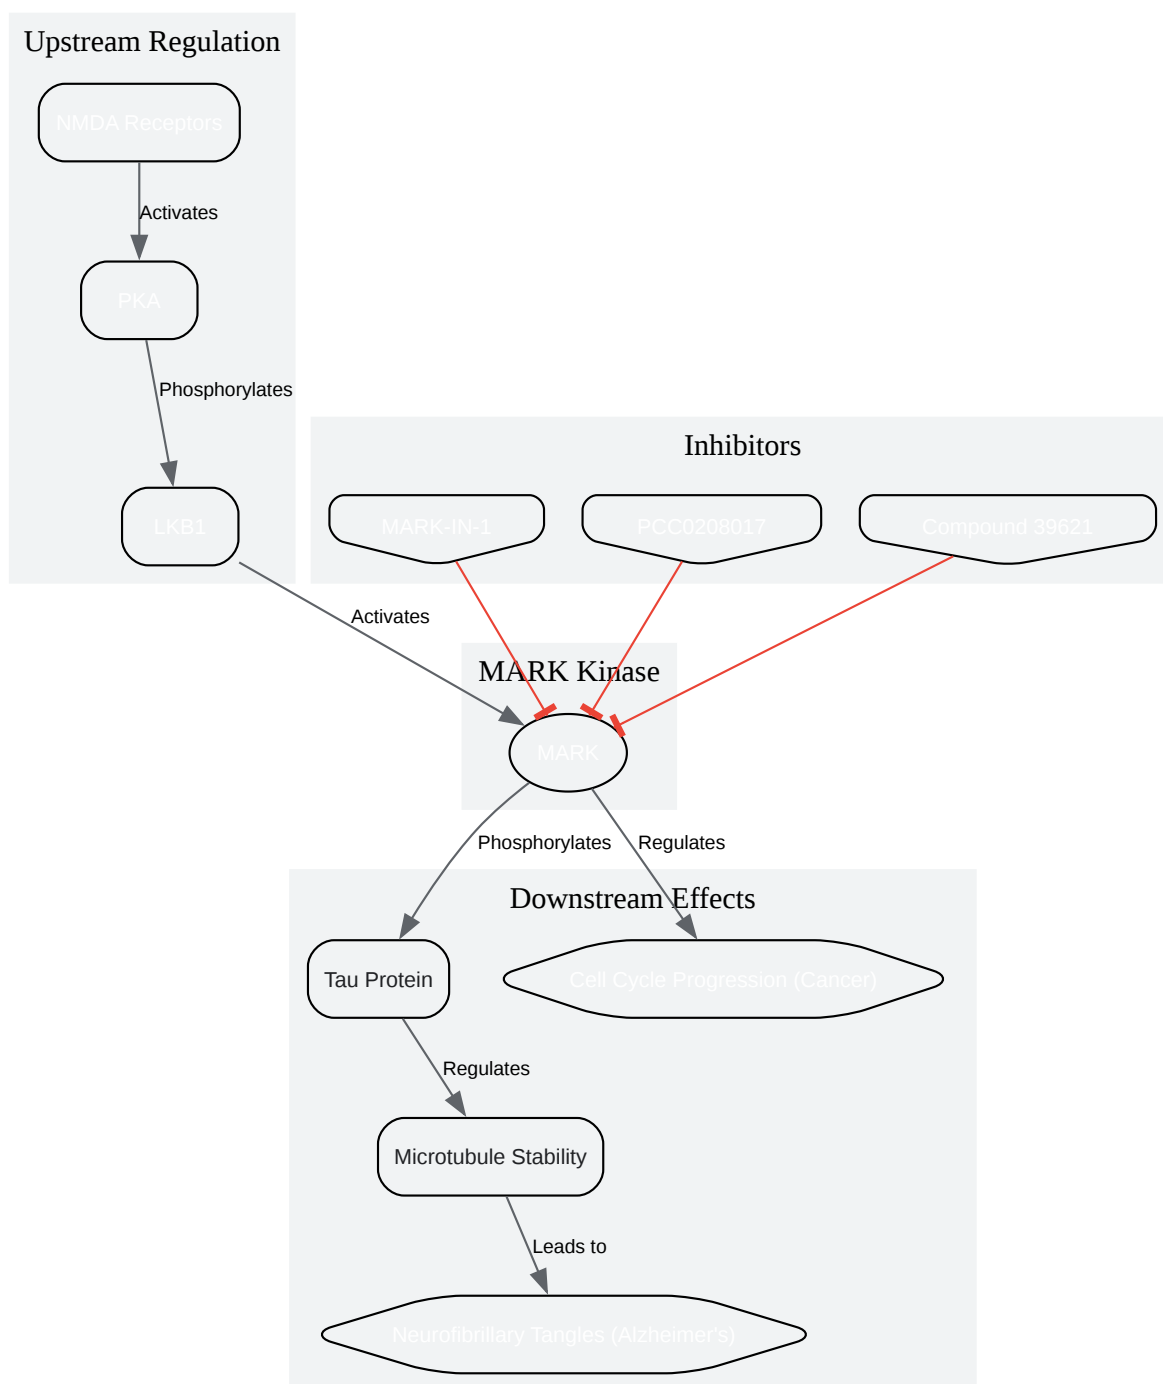 Upstream Regulation
NMDA Receptors
Activates
PKA
Phosphorylates
LKB1
Inhibitors
MARK-IN-1
PCC0208017
Compound 39621
Activates
MARK Kinase
MARK
Phosphorylates
Regulates
Downstream Effects
Tau Protein
Cell Cycle Progression (Cancer)
Regulates
Microtubule Stability
Leads to
Neurofibrillary Tangles (Alzheimer's)